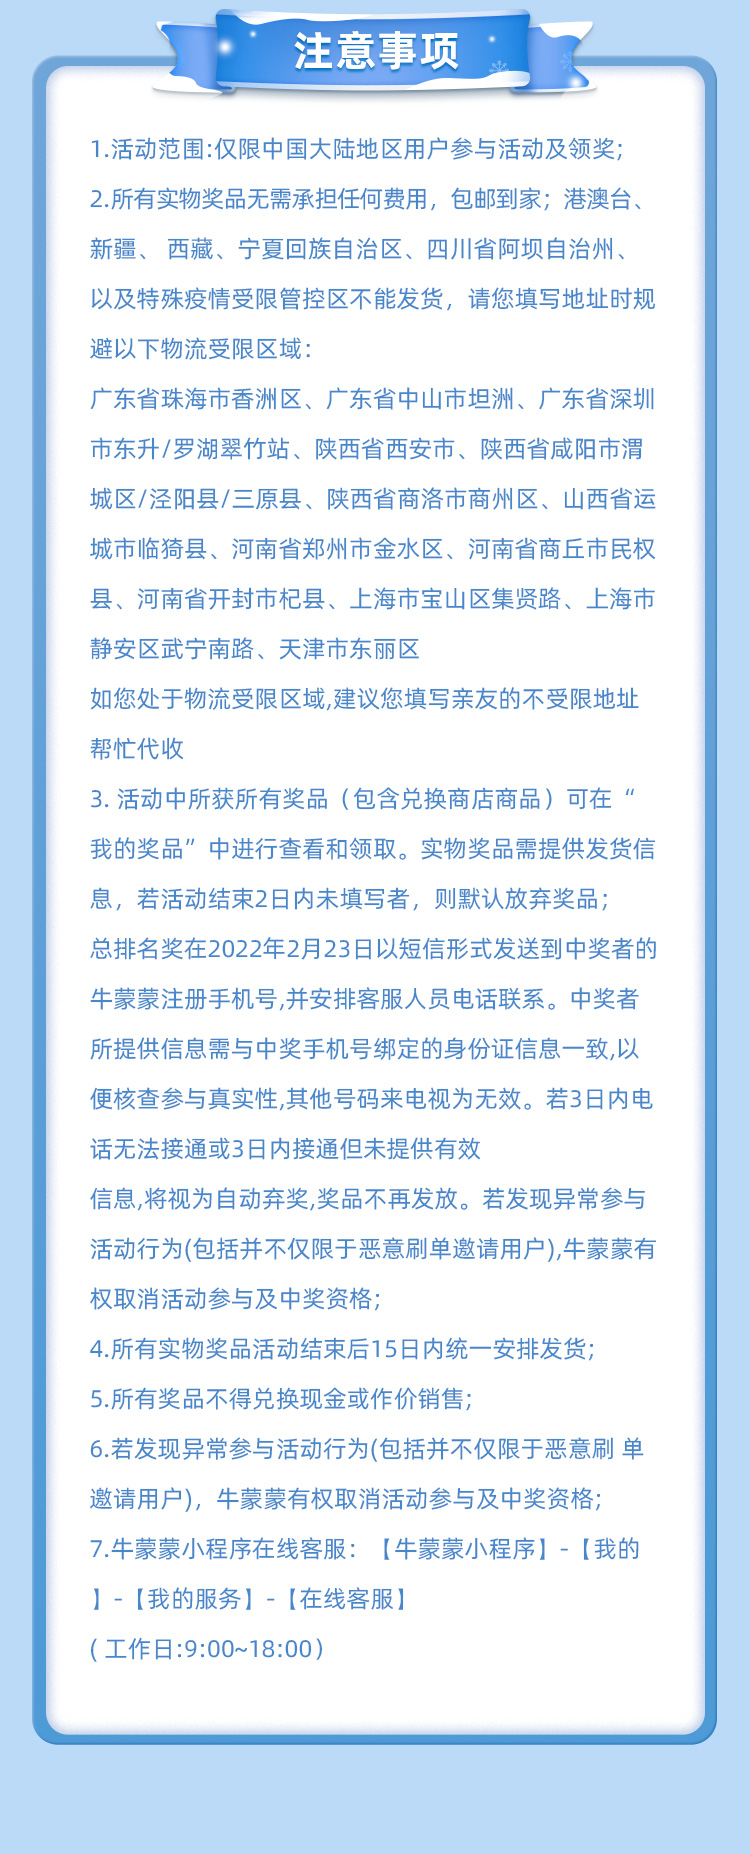 注意事项
1.活动范围:仅限中国大陆地区用户参与活动及领奖;
2.所有实物奖品无需承担任何费用，包邮到家；港澳台、
新疆、 西藏、宁夏回族自治区、四川省阿坝自治州、
以及特殊疫情受限管控区不能发货，请您填写地址时规
避以下物流受限区域：
广东省珠海市香洲区、广东省中山市坦洲、广东省深圳
市东升/罗湖翠竹站、陕西省西安市、陕西省咸阳市渭
城区/泾阳县/三原县、陕西省商洛市商州区、山西省运
城市临猗县、河南省郑州市金水区、河南省商丘市民权
县、河南省开封市杞县、上海市宝山区集贤路、上海市
静安区武宁南路、天津市东丽区
如您处于物流受限区域,建议您填写亲友的不受限地址
帮忙代收
3. 活动中所获所有奖品（包含兑换商店商品）可在“
我的奖品”中进行查看和领取。实物奖品需提供发货信
息，若活动结束2日内未填写者，则默认放弃奖品；
总排名奖在2022年2月23日以短信形式发送到中奖者的
牛蒙蒙注册手机号,并安排客服人员电话联系。中奖者
所提供信息需与中奖手机号绑定的身份证信息一致,以
便核查参与真实性,其他号码来电视为无效。若3日内电
话无法接通或3日内接通但未提供有效
信息,将视为自动弃奖,奖品不再发放。若发现异常参与
活动行为(包括并不仅限于恶意刷单邀请用户),牛蒙蒙有
权取消活动参与及中奖资格;
4.所有实物奖品活动结束后15日内统一安排发货;
5.所有奖品不得兑换现金或作价销售;
6.若发现异常参与活动行为(包括并不仅限于恶意刷 单
邀请用户)，牛蒙蒙有权取消活动参与及中奖资格;
7.牛蒙蒙小程序在线客服：【牛蒙蒙小程序】-【我的
】-【我的服务】-【在线客服】
( 工作日:9:00~18:00）